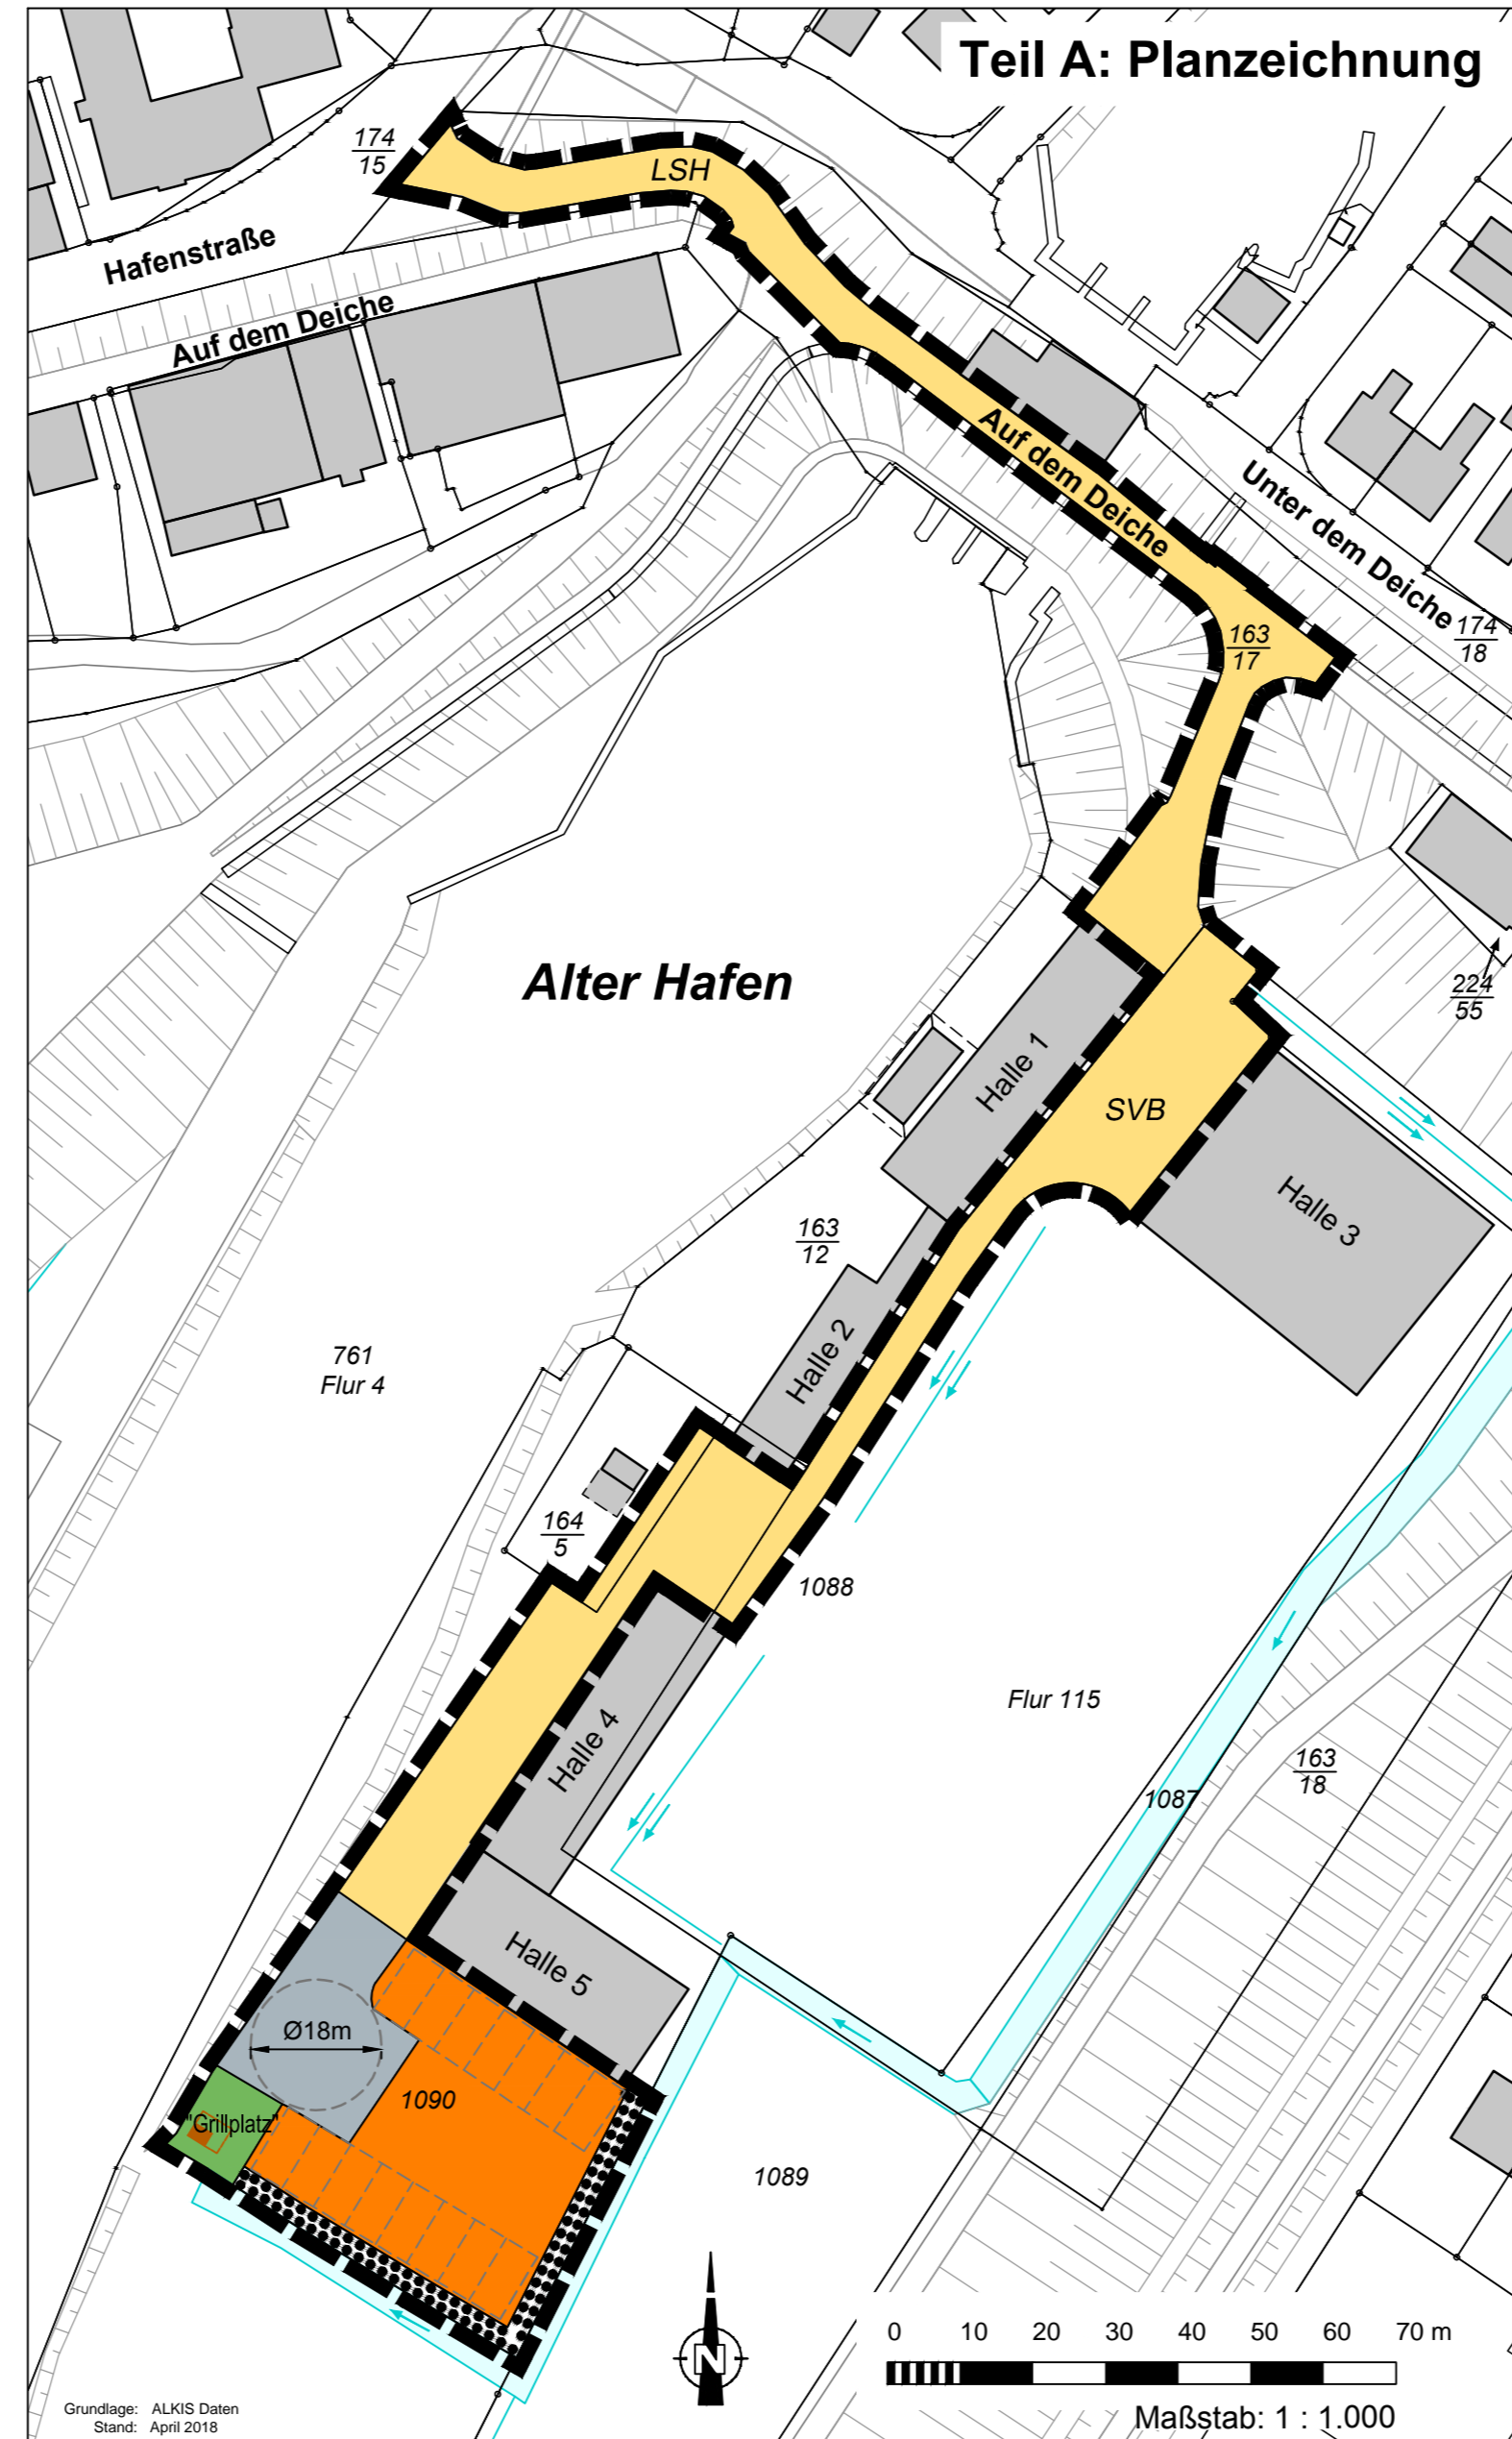 Teil A: Planzeichnung
174
15
LSH
Hafenstraße
Auf dem Deiche
Auf dem Deiche
Unter dem Deiche
163
17
174
18
Alter Hafen
224
55
Halle 1
SVB
Halle 3
163
12
Halle 2
761
Flur 4
164
5
1088
Flur 115
Halle 4
163
18
1087
Halle 5
Ø18m
1090
"Grillplatz"
1089
N
0 10 20 30 40 50 60 70 m
Maßstab: 1 : 1.000
Grundlage: ALKIS Daten
Stand: April 2018